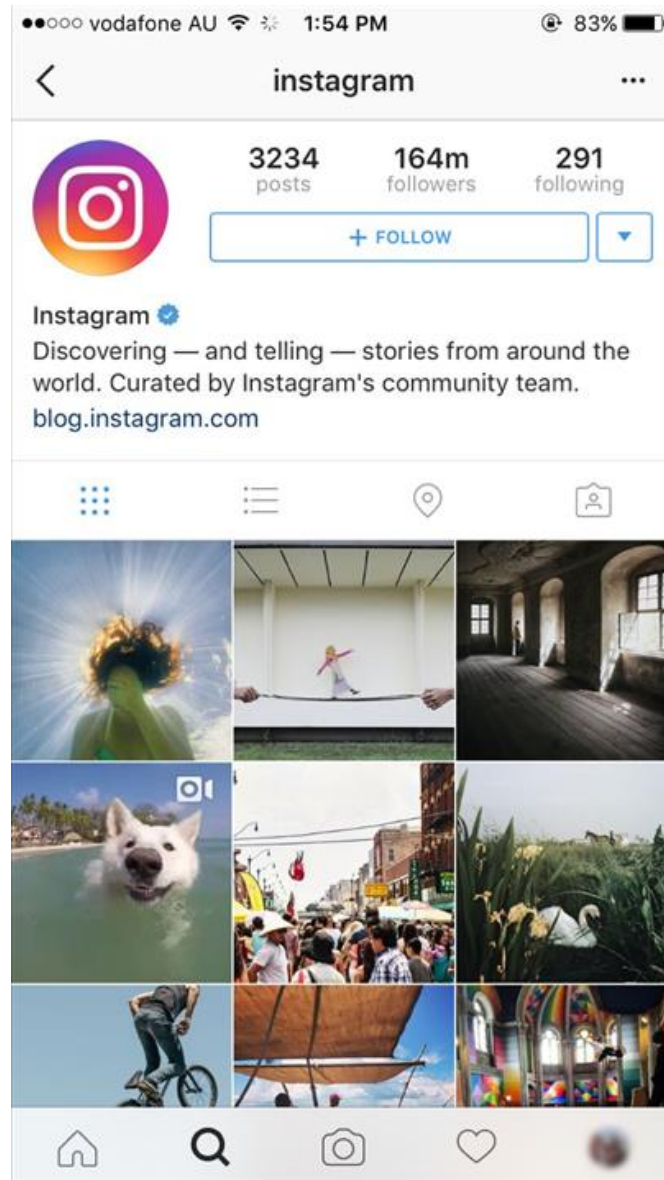 vodafone AU 1:54 PM 83%
instagram
3234 164m 291
posts followers following
+ FOLLOW
Instagram
Discovering — and telling — stories from around the
world. Curated by Instagram's community team.
blog.instagram.com